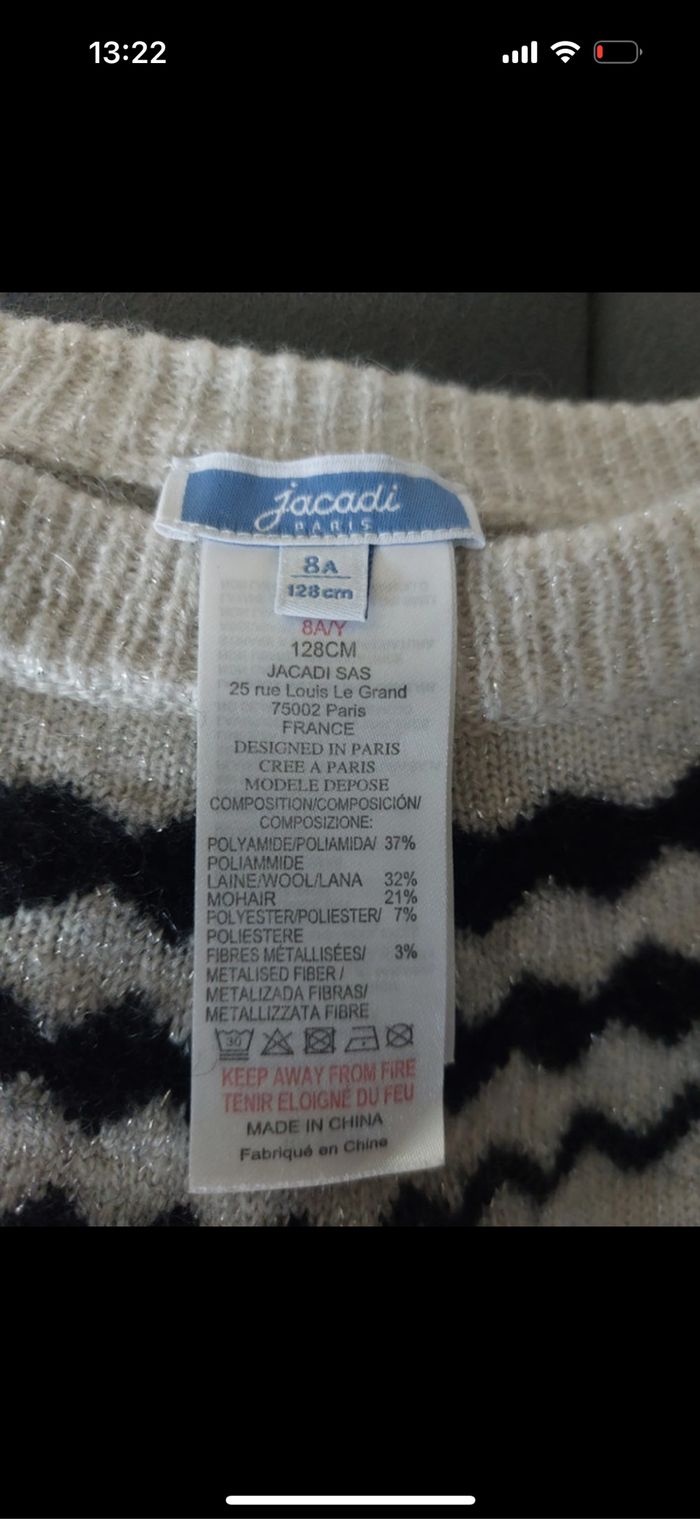 13:22
jacadi
PARIS
8A
128 cm
8A/Y
128CM
JACADI SAS
25 rue Louis Le Grand
75002 Paris
FRANCE
DESIGNED IN PARIS
CREE A PARIS
MODELE DEPOSE
COMPOSITION/COMPOSICIÓN/
COMPOSIZIONE:
POLYAMIDE/POLIAMIDA/ 37%
POLIAMMIDE
LAINE/WOOL/LANA 32%
MOHAIR 21%
POLYESTER/POLIESTER/ 7%
POLIESTERE
FIBRES MÉTALLISÉES/ 3%
METALISED FIBER /
METALIZADA FIBRAS/
METALLIZZATA FIBRE
30
KEEP AWAY FROM FIRE
TENIR ELOIGNÉ DU FEU
MADE IN CHINA
Fabriqué en Chine